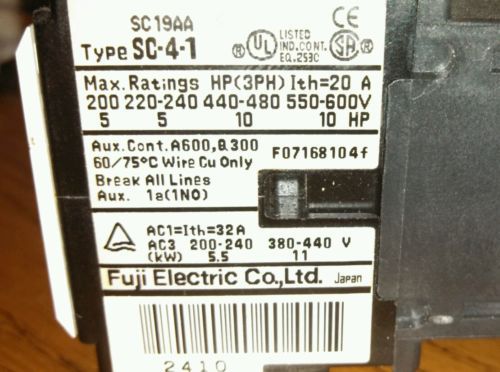 SC19AA
Type SC-4-1
CE
® UL LISTED IND.CONT. EQ.253C SA ®
Max. Ratings HP(3PH) Ith=20 A
200 220-240 440-480 550-600V
5 5 10 10 HP
Aux.Cont.A600,
60/75°C Wire Cu Only
F07168104f
Break All Lines
Aux. 1a(1NO)
AC1=Ith=32A
AC3 200-240 380-440 V
(kW) 5.5 11
Fuji Electric Co.,Ltd. Japan
2410